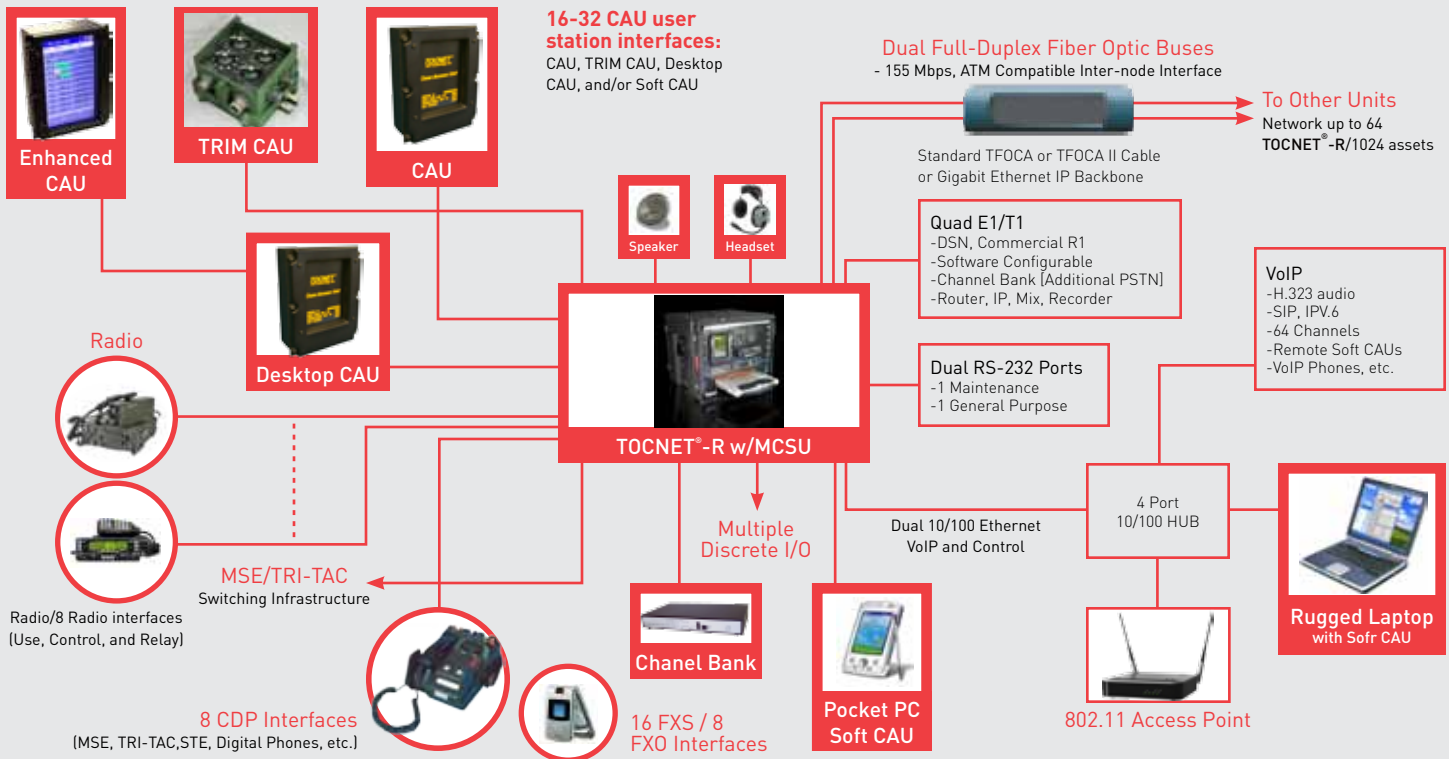 16-32 CAU user
station interfaces:
CAU, TRIM CAU, Desktop
CAU, and/or Soft CAU
Dual Full-Duplex Fiber Optic Buses
- 155 Mbps, ATM Compatible Inter-node Interface
To Other Units
Network up to 64
TOCNET®-R/1024 assets
Standard TFOCA or TFOCA II Cable
or Gigabit Ethernet IP Backbone
Enhanced
CAU
TRIM CAU
TOCNET
CAU
Speaker
Headset
Quad E1/T1
-DSN, Commercial R1
-Software Configurable
-Channel Bank [Additional PSTN]
-Router, IP, Mix, Recorder
VoIP
-H.323 audio
-SIP, IPV.6
-64 Channels
-Remote Soft CAUs
-VoIP Phones, etc.
TOCNET
Desktop CAU
Radio
Dual RS-232 Ports
-1 Maintenance
-1 General Purpose
TOCNET®-R w/MCSU
4 Port
10/100 HUB
Dual 10/100 Ethernet
VoIP and Control
Multiple
Discrete I/O
MSE/TRI-TAC
Switching Infrastructure
Radio/8 Radio interfaces
(Use, Control, and Relay)
Rugged Laptop
with Sofr CAU
Chanel Bank
8 CDP Interfaces
(MSE, TRI-TAC,STE, Digital Phones, etc.]
16 FXS / 8
FXO Interfaces
Pocket PC
Soft CAU
802.11 Access Point